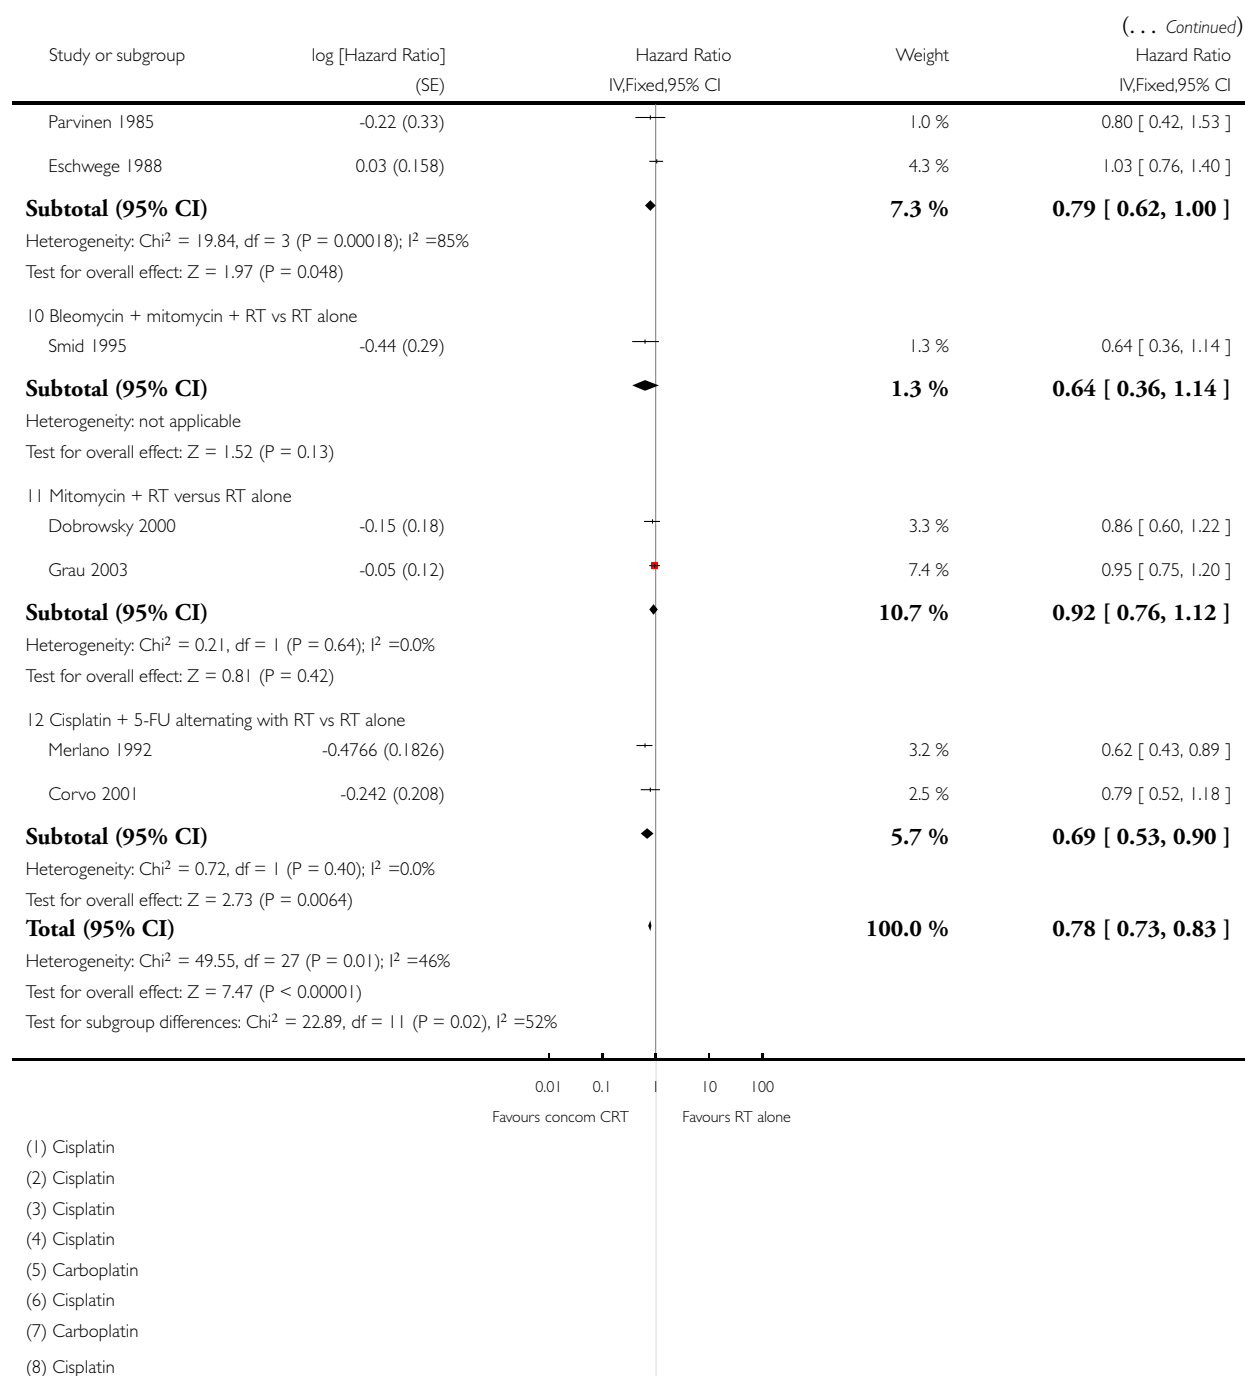 (... Continued)
Study or subgroup log [Hazard Ratio] Hazard Ratio Weight Hazard Ratio
(SE) IV,Fixed,95% CI IV,Fixed,95% CI
Parvinen 1985 -0.22 (0.33) 1.0 % 0.80 [ 0.42, 1.53 ]
Eschwege 1988 0.03 (0.158) 4.3 % 1.03 [ 0.76, 1.40 ]
Subtotal (95% CI) 7.3 % 0.79 [ 0.62, 1.00 ]
Heterogeneity: Chi² = 19.84, df = 3 (P = 0.00018); I² =85%
Test for overall effect: Z = 1.97 (P = 0.048)
10 Bleomycin + mitomycin + RT vs RT alone
Smid 1995 -0.44 (0.29) 1.3 % 0.64 [ 0.36, 1.14 ]
Subtotal (95% CI) 1.3 % 0.64 [ 0.36, 1.14 ]
Heterogeneity: not applicable
Test for overall effect: Z = 1.52 (P = 0.13)
11 Mitomycin + RT versus RT alone
Dobrowsky 2000 -0.15 (0.18) 3.3 % 0.86 [ 0.60, 1.22 ]
Grau 2003 -0.05 (0.12) 7.4 % 0.95 [ 0.75, 1.20 ]
Subtotal (95% CI) 10.7 % 0.92 [ 0.76, 1.12 ]
Heterogeneity: Chi² = 0.21, df = 1 (P = 0.64); I² =0.0%
Test for overall effect: Z = 0.81 (P = 0.42)
12 Cisplatin + 5-FU alternating with RT vs RT alone
Merlano 1992 -0.4766 (0.1826) 3.2 % 0.62 [ 0.43, 0.89 ]
Corvo 2001 -0.242 (0.208) 2.5 % 0.79 [ 0.52, 1.18 ]
Subtotal (95% CI) 5.7 % 0.69 [ 0.53, 0.90 ]
Heterogeneity: Chi² = 0.72, df = 1 (P = 0.40); I² =0.0%
Test for overall effect: Z = 2.73 (P = 0.0064)
Total (95% CI) 100.0 % 0.78 [ 0.73, 0.83 ]
Heterogeneity: Chi² = 49.55, df = 27 (P = 0.01); I² =46%
Test for overall effect: Z = 7.47 (P < 0.00001)
Test for subgroup differences: Chi² = 22.89, df = 11 (P = 0.02), I² =52%
0.01 0.1 1 10 100
Favours concom CRT Favours RT alone
(1) Cisplatin
(2) Cisplatin
(3) Cisplatin
(4) Cisplatin
(5) Carboplatin
(6) Cisplatin
(7) Carboplatin
(8) Cisplatin